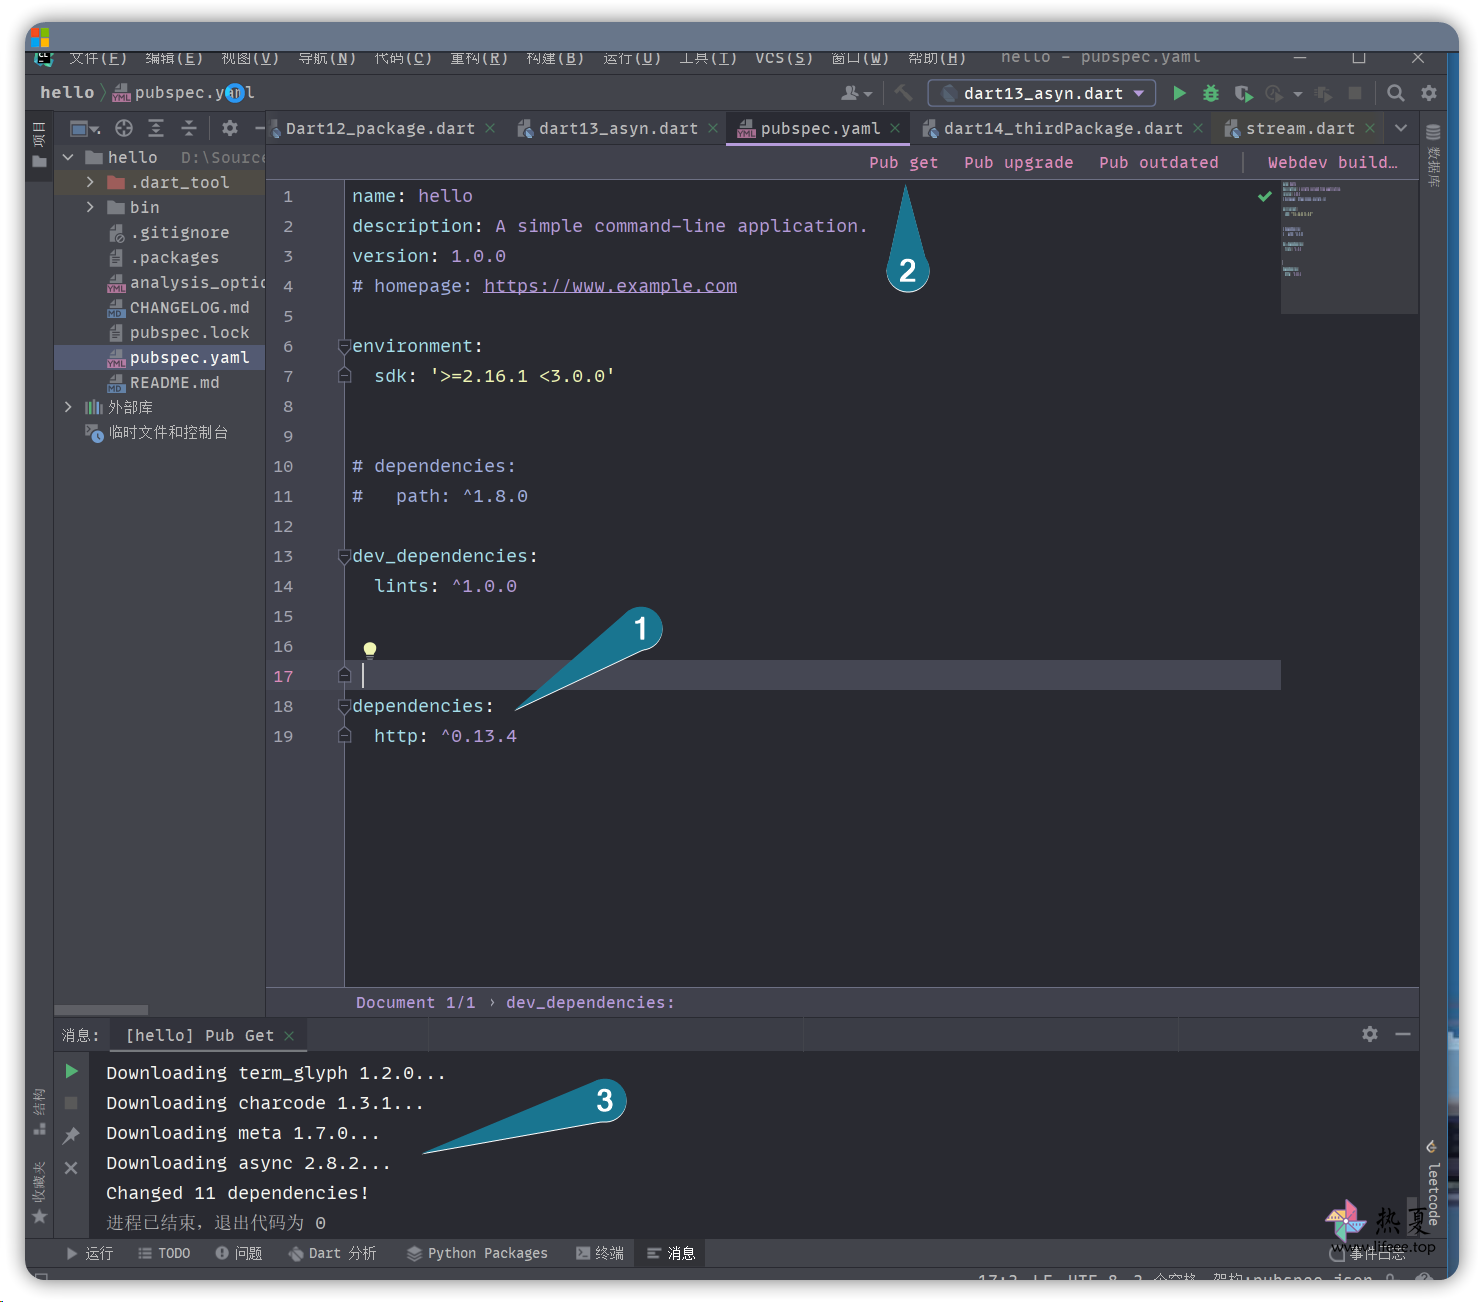 文件(F) 编辑(E) 视图(V) 导航(N) 代码(C) 重构(R) 构建(B) 运行(U) 工具(T) VCS(S) 窗口(W) 帮助(H) hello - pubspec.yaml
hello pubspec.yaml dart13_asyn.dart
项目
Dart12_package.dart dart13_asyn.dart pubspec.yaml dart14_thirdPackage.dart stream.dart
数据库
hello D:\Source
.dart_tool
bin
.gitignore
.packages
analysis_optio
CHANGELOG.md
pubspec.lock
pubspec.yaml
README.md
外部库
临时文件和控制台
Pub get Pub upgrade Pub outdated Webdev build...
1 name: hello
2 description: A simple command-line application.
3 version: 1.0.0
4 # homepage: https://www.example.com
5
6 environment:
7 sdk: '>=2.16.1 <3.0.0'
8
9
10 # dependencies:
11 # path: ^1.8.0
12
13 dev_dependencies:
14 lints: ^1.0.0
15
16
17
18 dependencies:
19 http: ^0.13.4
2
1
Document 1/1 › dev_dependencies:
消息: [hello] Pub Get
Downloading term_glyph 1.2.0...
Downloading charcode 1.3.1...
Downloading meta 1.7.0...
Downloading async 2.8.2...
Changed 11 dependencies!
进程已结束，退出代码为 0
3
结构
收藏夹
leetcode
热夏
www.lifece.top
运行 TODO 问题 Dart 分析 Python Packages 终端 消息 事件日志
17:2 LF UTF-8 2 个空格 架构:pubspec.json